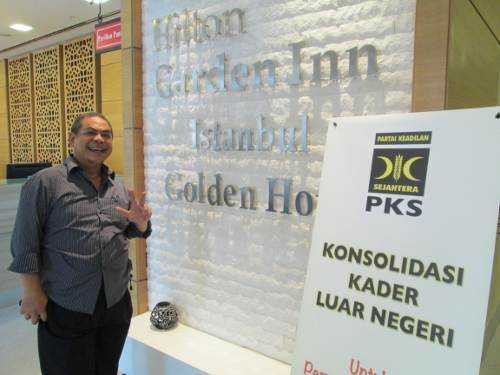 Hilton
Garden Inn
Istanbul
Golden Ho
PARTAI KEADILAN
SEJAHTERA
PKS
KONSOLIDASI
KADER
LUAR NEGERI